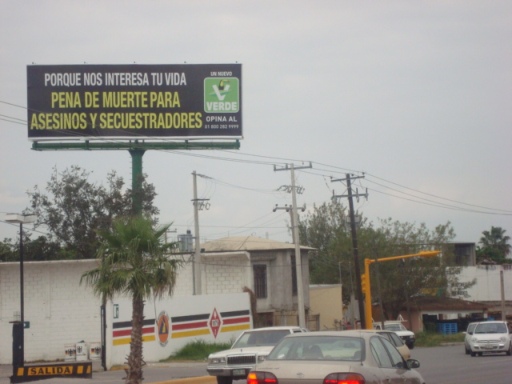 PORQUE NOS INTERESA TU VIDA
PENA DE MUERTE PARA
ASESINOS Y SECUESTRADORES
UN NUEVO
VERDE
OPINA AL
SALIDA